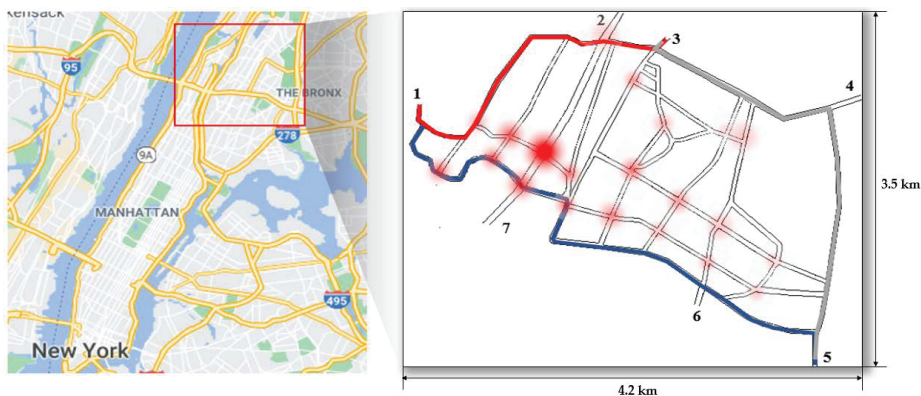 ckensack
95
THE BRONX
278
9A
MANHATTAN
495
New York
1
2
3
4
5
6
7
3.5 km
4.2 km